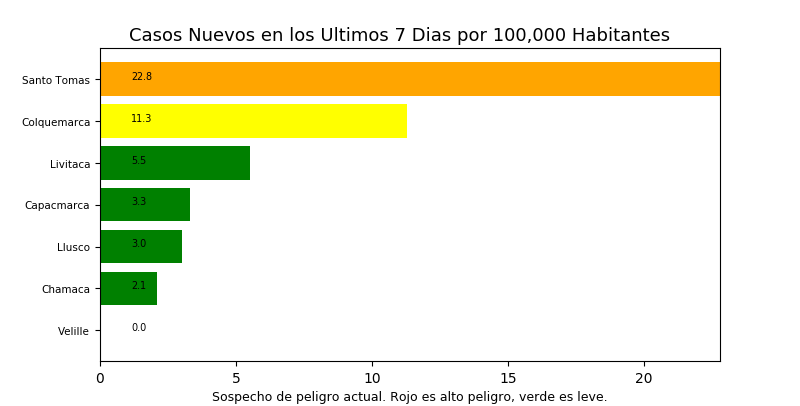 Casos Nuevos en los Ultimos 7 Dias por 100,000 Habitantes
Santo Tomas 22.8
Colquemarca 11.3
Livitaca 5.5
Capacmarca 3.3
Llusco 3.0
Chamaca 2.1
Velille 0.0
0 5 10 15 20
Sospecho de peligro actual. Rojo es alto peligro, verde es leve.